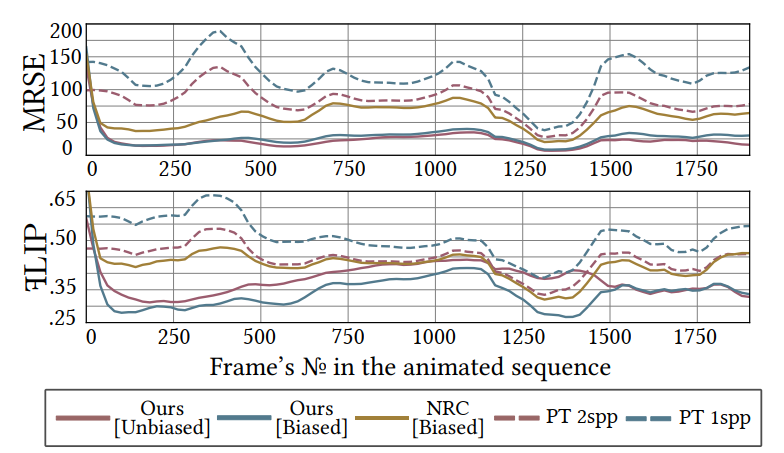 200
150
100
50
0
MRSE
0 250 500 750 1000 1250 1500 1750
.65
.50
.35
.25
ꟻLIP
0 250 500 750 1000 1250 1500 1750
Frame's № in the animated sequence
Ours [Unbiased]
Ours [Biased]
NRC [Biased]
PT 2spp
PT 1spp